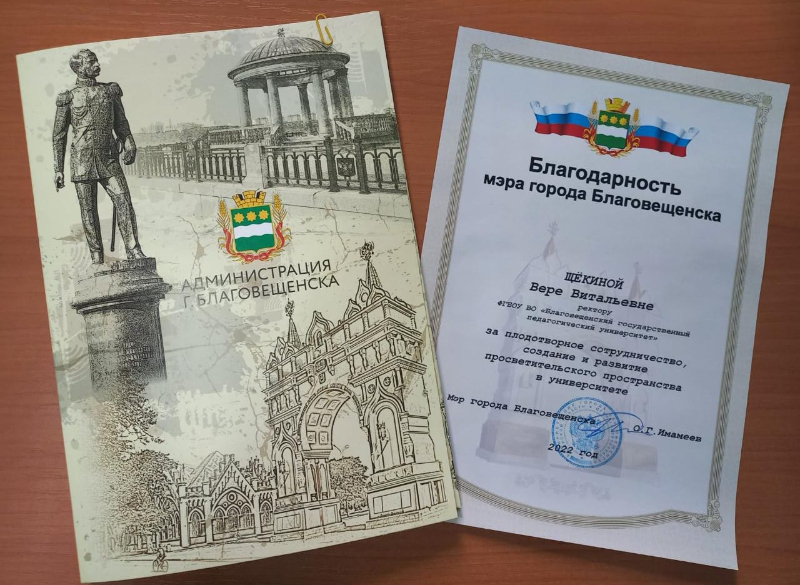 АДМИНИСТРАЦИЯ
Г. БЛАГОВЕЩЕНСКА
Благодарность
мэра города Благовещенска
ЩЁКИНОЙ
Вере Витальевне
ректору
ФГБОУ ВО «Благовещенский государственный
педагогический университет»
за плодотворное сотрудничество,
создание и развитие
просветительского пространства
в университете
Мэр города Благовещенска
О.Г.Имамеев
2022 год